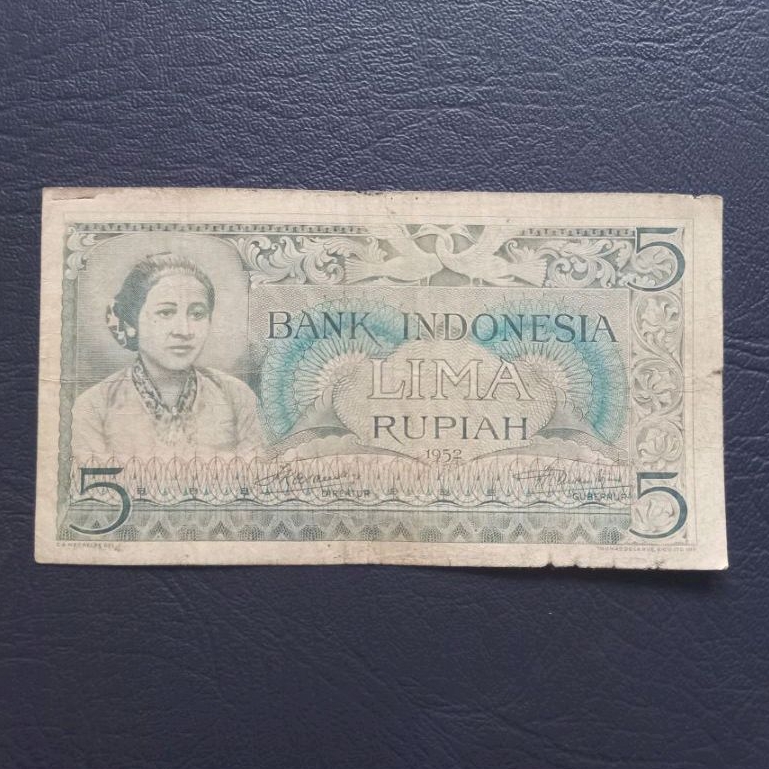 5
BANK INDONESIA
LIMA
RUPIAH
1952
DIREKTUR
GUBERNUR
5
5